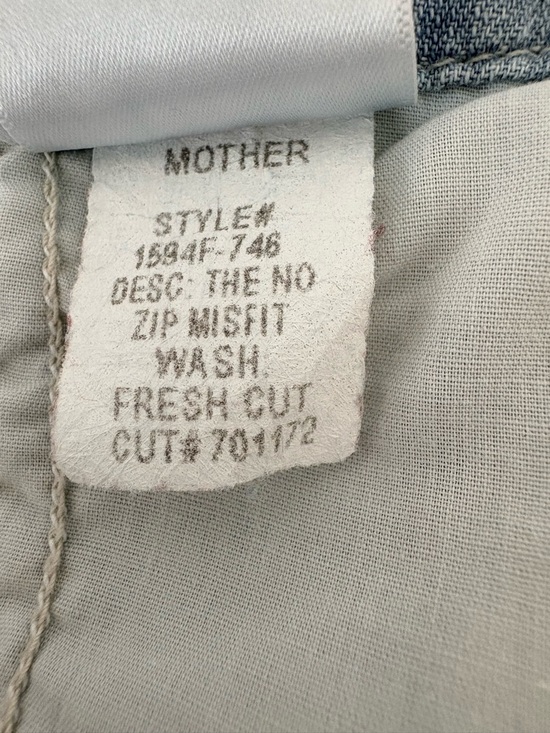 MOTHER
STYLE#
1594F-746
DESC: THE NO
ZIP MISFIT
WASH:
FRESH CUT
CUT# 701172